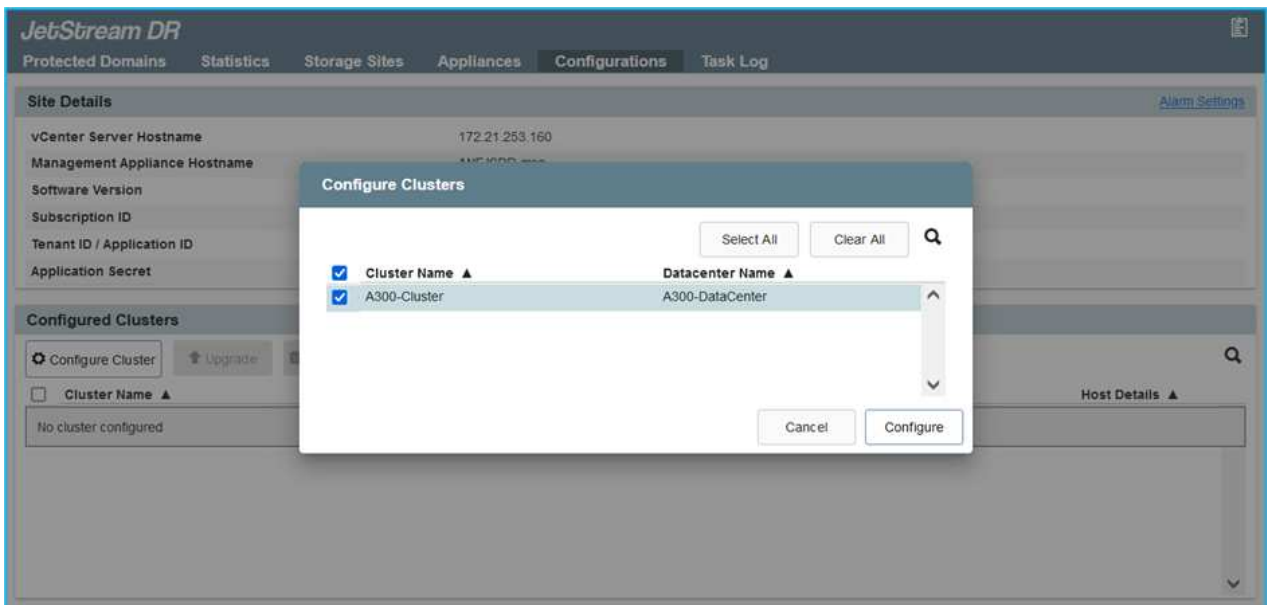 JetStream DR
Protected Domains Statistics Storage Sites Appliances Configurations Task Log
Site Details Alarm Settings
vCenter Server Hostname 172.21.253.160
Management Appliance Hostname
Software Version
Subscription ID
Tenant ID / Application ID
Application Secret
Configure Clusters
Select All Clear All
Cluster Name ▲ Datacenter Name ▲
A300-Cluster A300-DataCenter
Cancel Configure
Configured Clusters
Configure Cluster Upgrade
Cluster Name ▲ Host Details ▲
No cluster configured